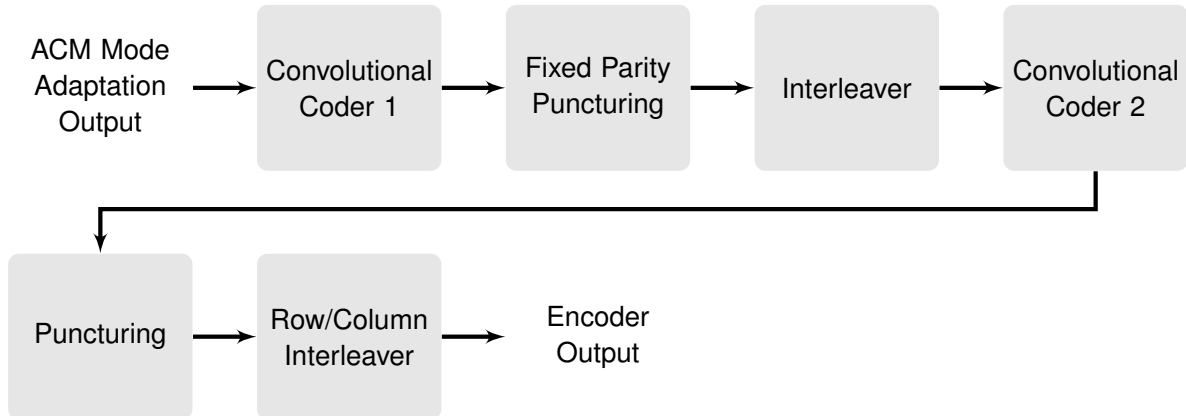 ACM Mode
Adaptation
Output
Convolutional
Coder 1
Fixed Parity
Puncturing
Interleaver
Convolutional
Coder 2
Puncturing
Row/Column
Interleaver
Encoder
Output